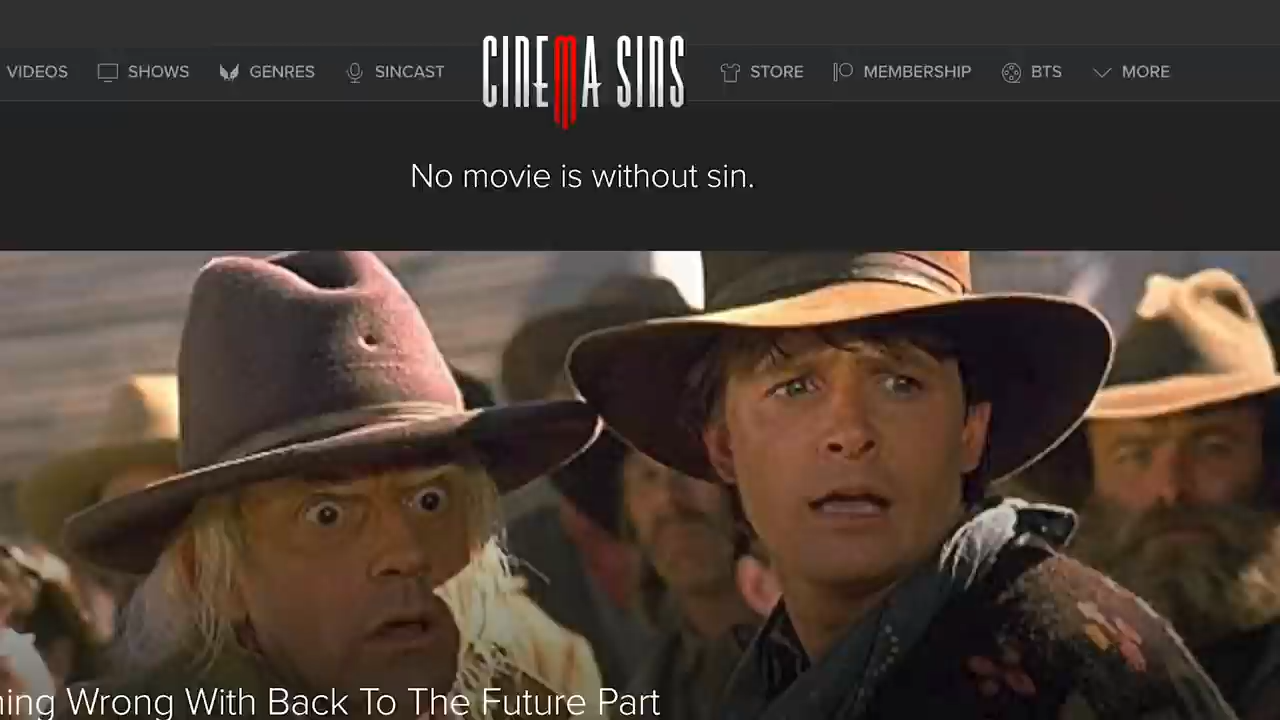 VIDEOS SHOWS GENRES SINCAST CINEMA SINS STORE MEMBERSHIP BTS MORE
No movie is without sin.
hing Wrong With Back To The Future Part